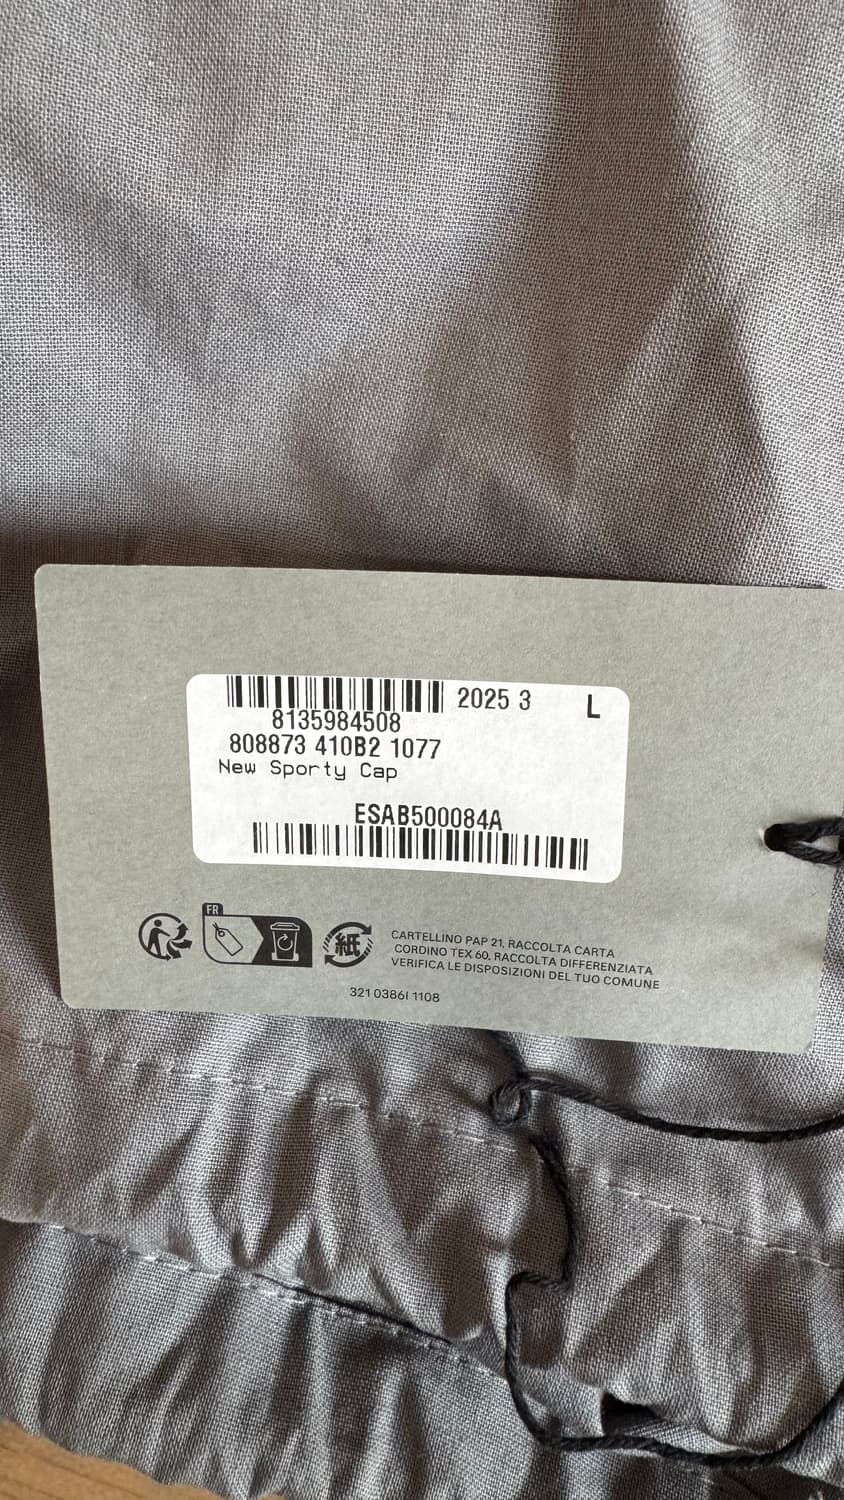 2025 3 L
8135984508
808873 410B2 1077
New Sporty Cap
ESAB500084A
FR
紙
CARTELLINO PAP 21, RACCOLTA CARTA
CORDINO TEX 60, RACCOLTA DIFFERENZIATA
VERIFICA LE DISPOSIZIONI DEL TUO COMUNE
321 0386I 1108